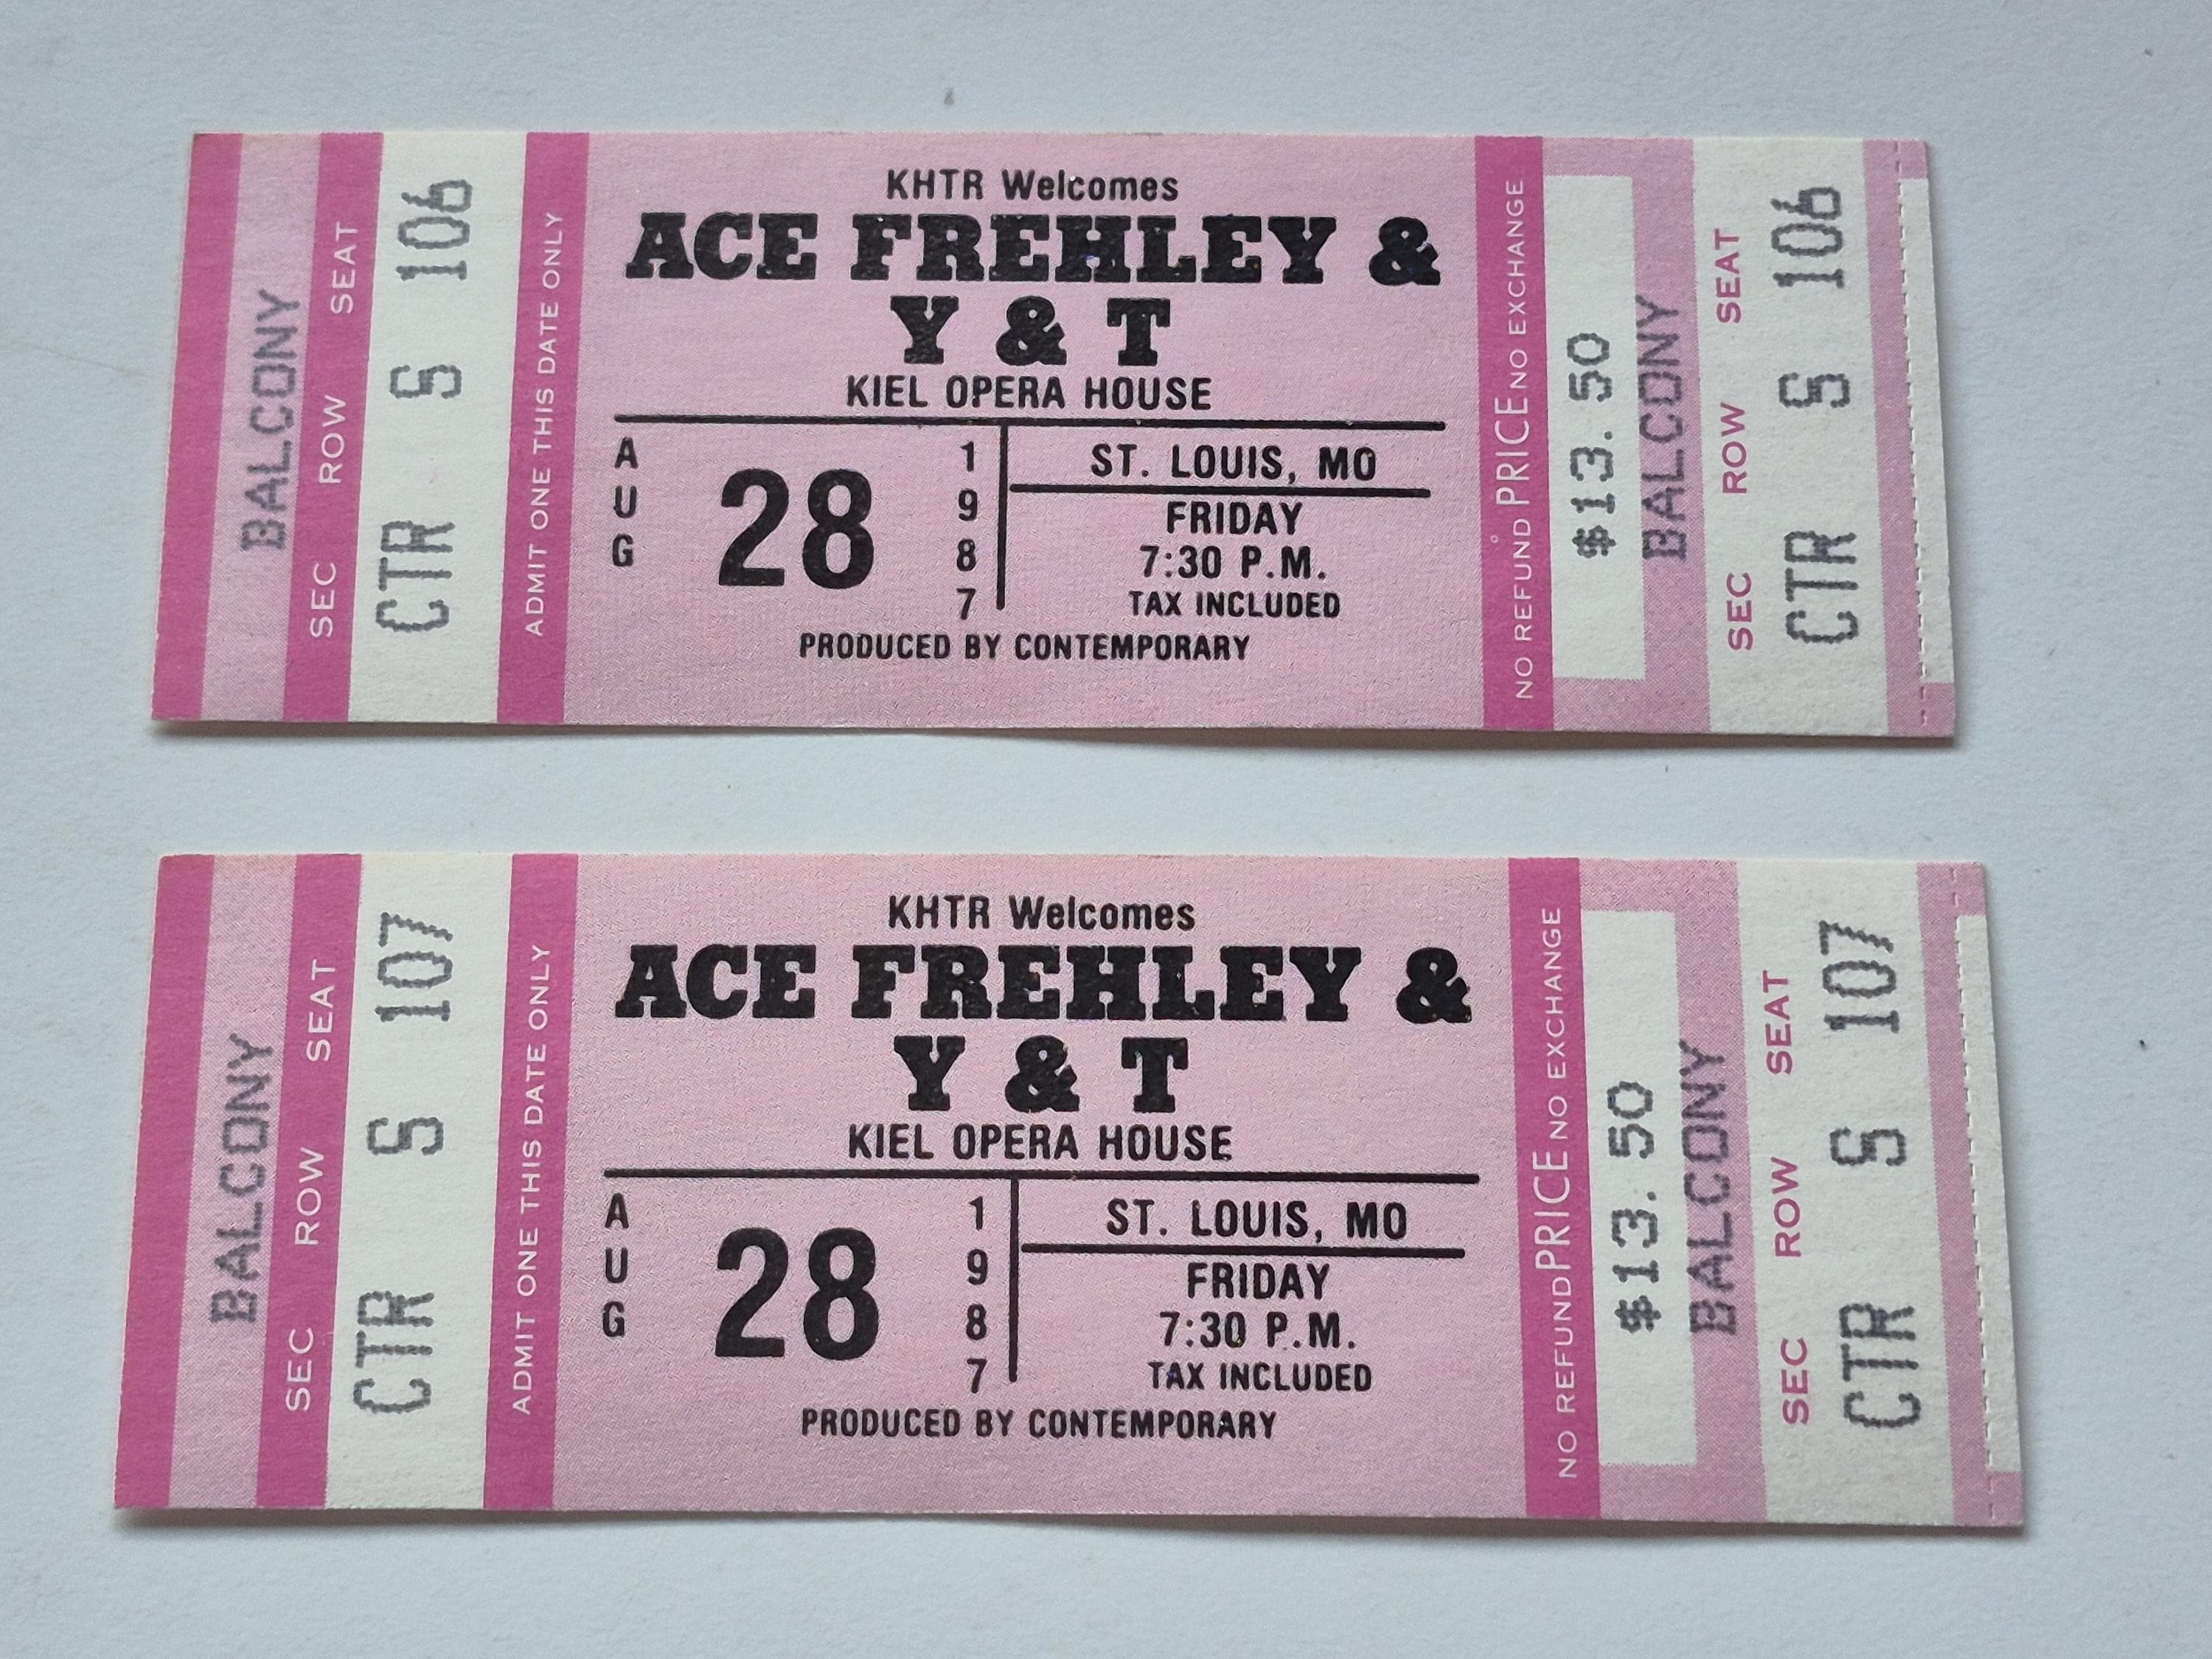 BALCONY
SEC ROW SEAT
CTR S 106
ADMIT ONE THIS DATE ONLY
KHTR Welcomes
ACE FREHLEY &
Y & T
KIEL OPERA HOUSE
AUG 28 1987
ST. LOUIS, MO
FRIDAY
7:30 P.M.
TAX INCLUDED
PRODUCED BY CONTEMPORARY
NO REFUND PRICE NO EXCHANGE
$13.50
BALCONY
SEC ROW SEAT
CTR S 106
BALCONY
SEC ROW SEAT
CTR S 107
ADMIT ONE THIS DATE ONLY
KHTR Welcomes
ACE FREHLEY &
Y & T
KIEL OPERA HOUSE
AUG 28 1987
ST. LOUIS, MO
FRIDAY
7:30 P.M.
TAX INCLUDED
PRODUCED BY CONTEMPORARY
NO REFUND PRICE NO EXCHANGE
$13.50
BALCONY
SEC ROW SEAT
CTR S 107